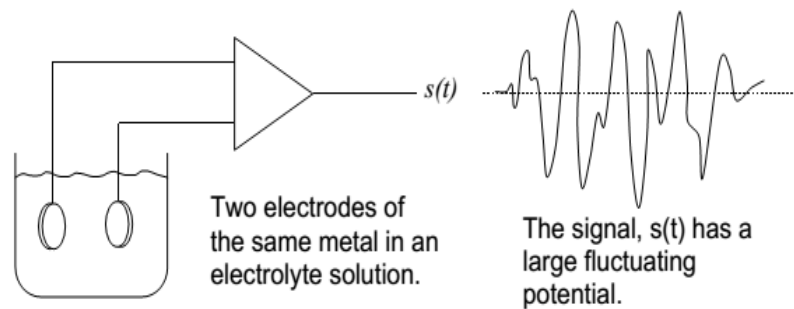 s(t)
Two electrodes of
the same metal in an
electrolyte solution.
The signal, s(t) has a
large fluctuating
potential.